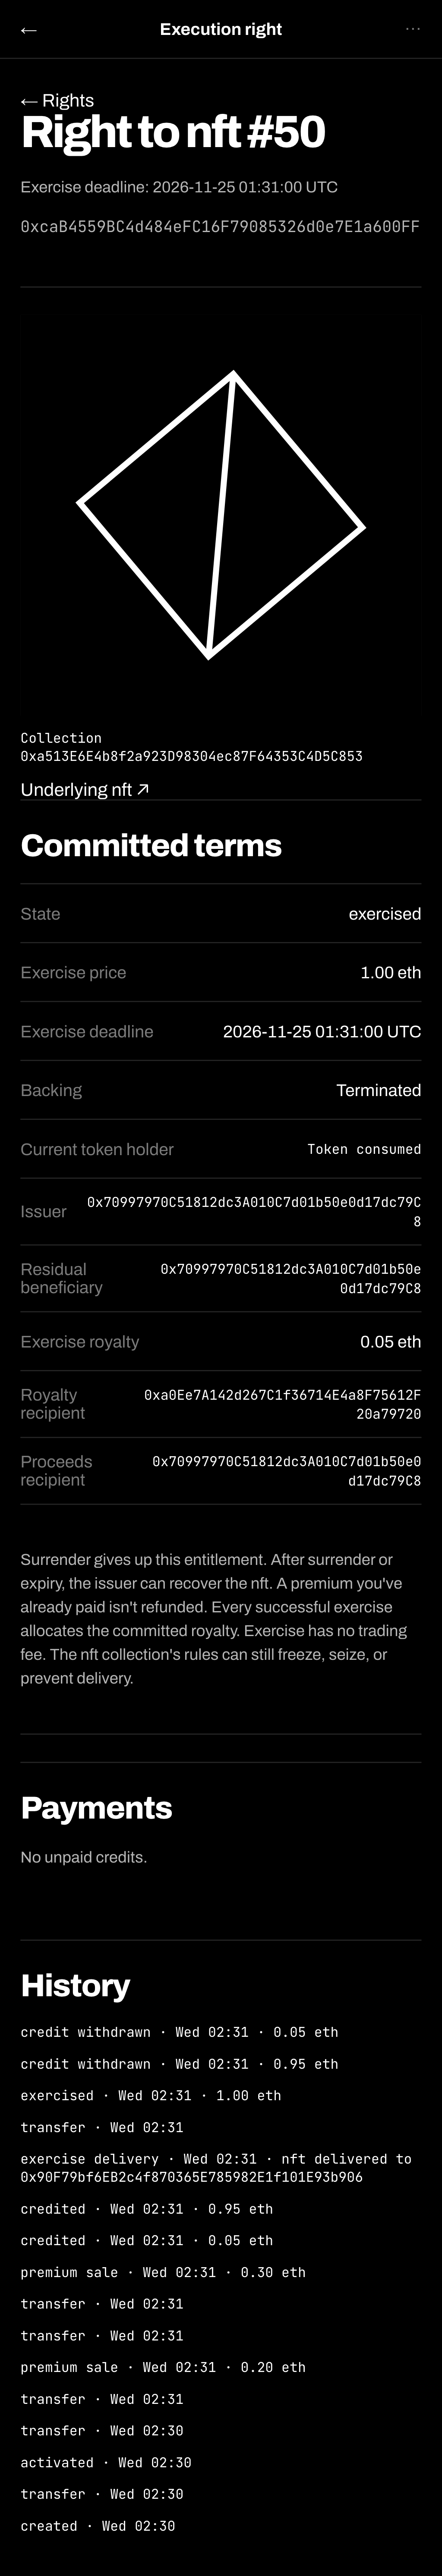 ← Execution right ...
← Rights
Right to nft #50
Exercise deadline: 2026-11-25 01:31:00 UTC
0xcaB4559BC4d484eFC16F79085326d0e7E1a600FF
Collection
0xa513E6E4b8f2a923D98304ec87F64353C4D5C853
Underlying nft ↗
Committed terms
State exercised
Exercise price 1.00 eth
Exercise deadline 2026-11-25 01:31:00 UTC
Backing Terminated
Current token holder Token consumed
Issuer 0x70997970C51812dc3A010C7d01b50e0d17dc79C
8
Residual 0x70997970C51812dc3A010C7d01b50e
beneficiary 0d17dc79C8
Exercise royalty 0.05 eth
Royalty 0xa0Ee7A142d267C1f36714E4a8F75612F
recipient 20a79720
Proceeds 0x70997970C51812dc3A010C7d01b50e0
recipient d17dc79C8
Surrender gives up this entitlement. After surrender or
expiry, the issuer can recover the nft. A premium you've
already paid isn't refunded. Every successful exercise
allocates the committed royalty. Exercise has no trading
fee. The nft collection's rules can still freeze, seize, or
prevent delivery.
Payments
No unpaid credits.
History
credit withdrawn · Wed 02:31 · 0.05 eth
credit withdrawn · Wed 02:31 · 0.95 eth
exercised · Wed 02:31 · 1.00 eth
transfer · Wed 02:31
exercise delivery · Wed 02:31 · nft delivered to
0x90F79bf6EB2c4f870365E785982E1f101E93b906
credited · Wed 02:31 · 0.95 eth
credited · Wed 02:31 · 0.05 eth
premium sale · Wed 02:31 · 0.30 eth
transfer · Wed 02:31
transfer · Wed 02:31
premium sale · Wed 02:31 · 0.20 eth
transfer · Wed 02:31
transfer · Wed 02:30
activated · Wed 02:30
transfer · Wed 02:30
created · Wed 02:30